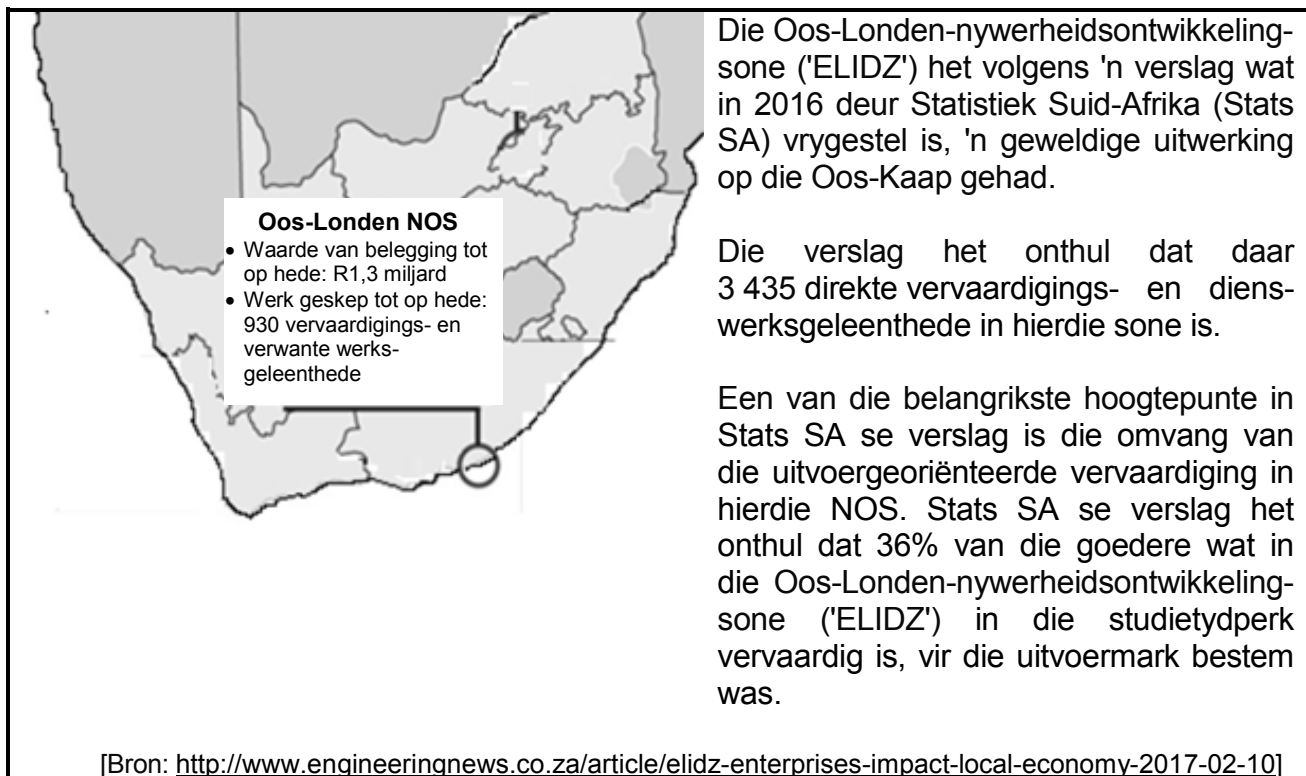 Die Oos-Londen-nywerheidsontwikkeling-
sone ('ELIDZ') het volgens 'n verslag wat
in 2016 deur Statistiek Suid-Afrika (Stats
SA) vrygestel is, 'n geweldige uitwerking
op die Oos-Kaap gehad.
Die verslag het onthul dat daar
3 435 direkte vervaardigings- en diens-
werksgeleenthede in hierdie sone is.
Een van die belangrikste hoogtepunte in
Stats SA se verslag is die omvang van
die uitvoergeoriënteerde vervaardiging in
hierdie NOS. Stats SA se verslag het
onthul dat 36% van die goedere wat in
die Oos-Londen-nywerheidsontwikkeling-
sone ('ELIDZ') in die studietydperk
vervaardig is, vir die uitvoermark bestem
was.
Oos-Londen NOS
• Waarde van belegging tot
op hede: R1,3 miljard
• Werk geskep tot op hede:
930 vervaardigings- en
verwante werks-
geleenthede
[Bron: http://www.engineeringnews.co.za/article/elidz-enterprises-impact-local-economy-2017-02-10]